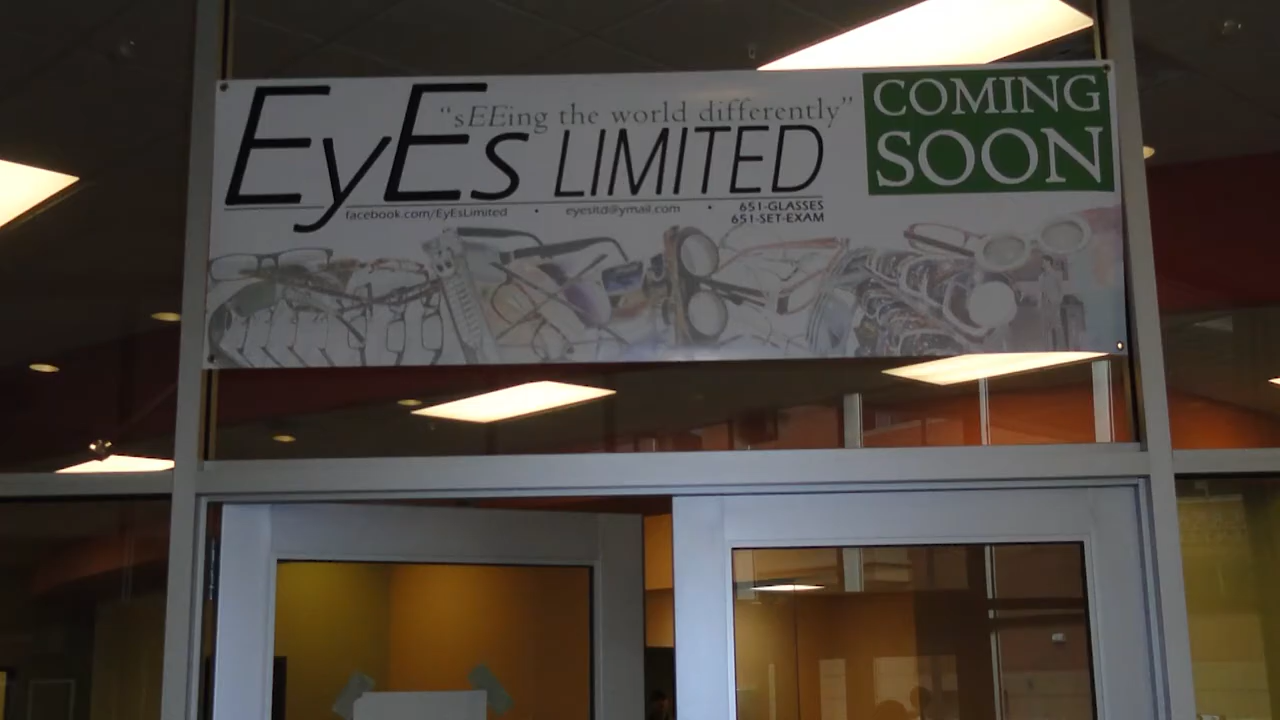 "sEEing the world differently"
EyEs LIMITED
facebook.com/EyEsLimited • eyesltd@ymail.com • 651-GLASSES
651-SET-EXAM
COMING
SOON